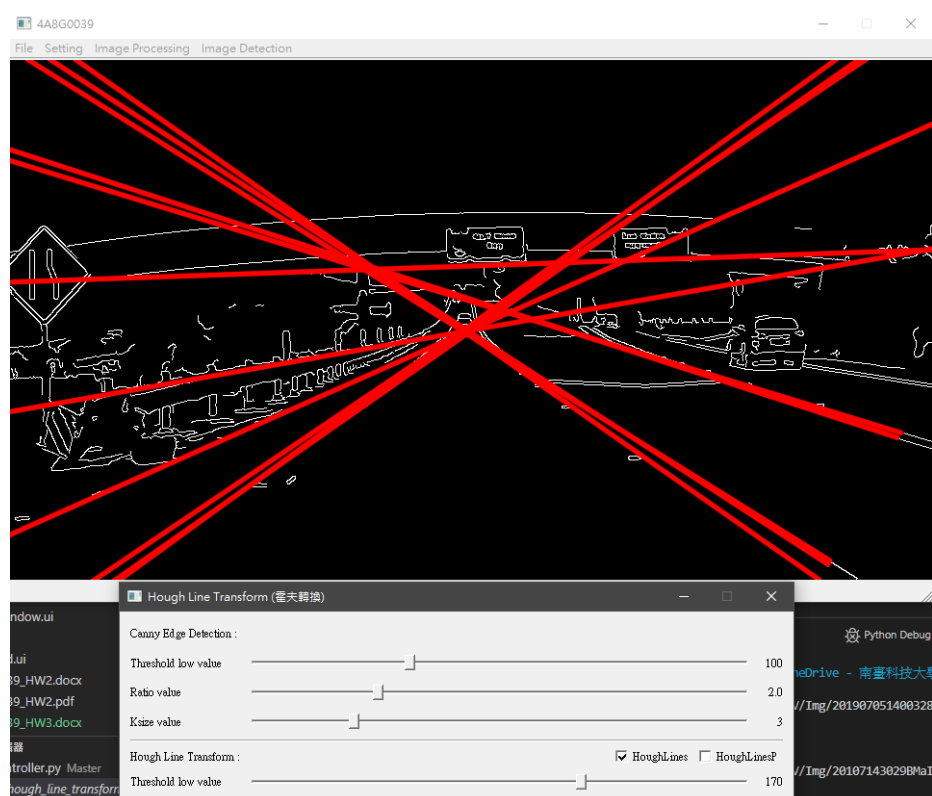 4A8G0039
File Setting Image Processing Image Detection
Hough Line Transform (霍夫轉換)
Canny Edge Detection :
Threshold low value 100
Ratio value 2.0
Ksize value 3
Hough Line Transform : HoughLines HoughLinesP
Threshold low value 170
ndow.ui
d.ui
39_HW2.docx
39_HW2.pdf
39_HW3.docx
器
ntroller.py Master
hough_line_transform
Python Debug
neDrive - 南臺科技大學
//Img/201907051400328
//Img/20107143029BMaI